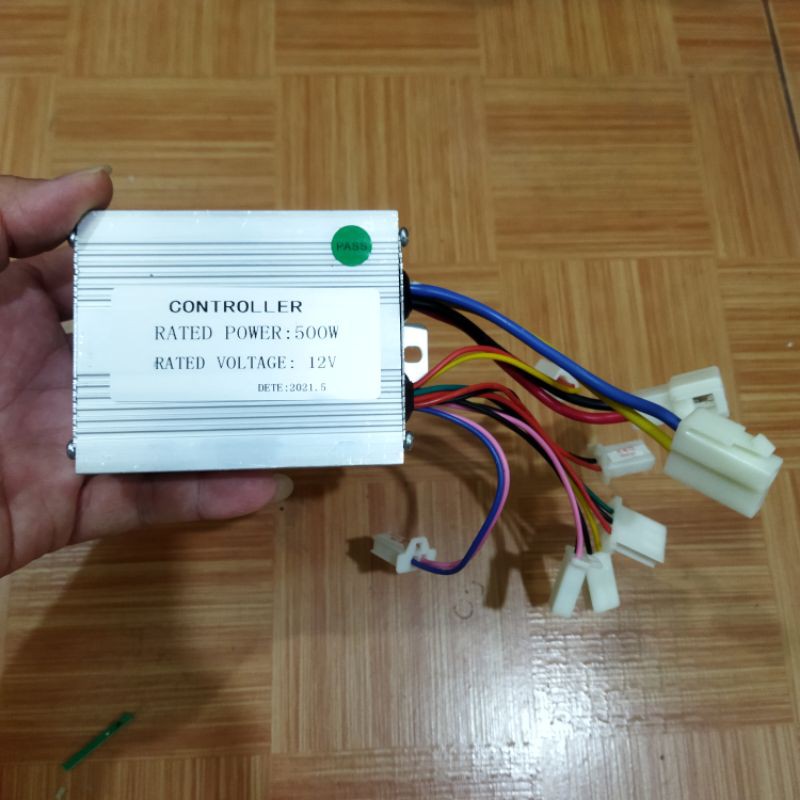 PASS
CONTROLLER
RATED POWER:500W
RATED VOLTAGE: 12V
DETE:2021.5